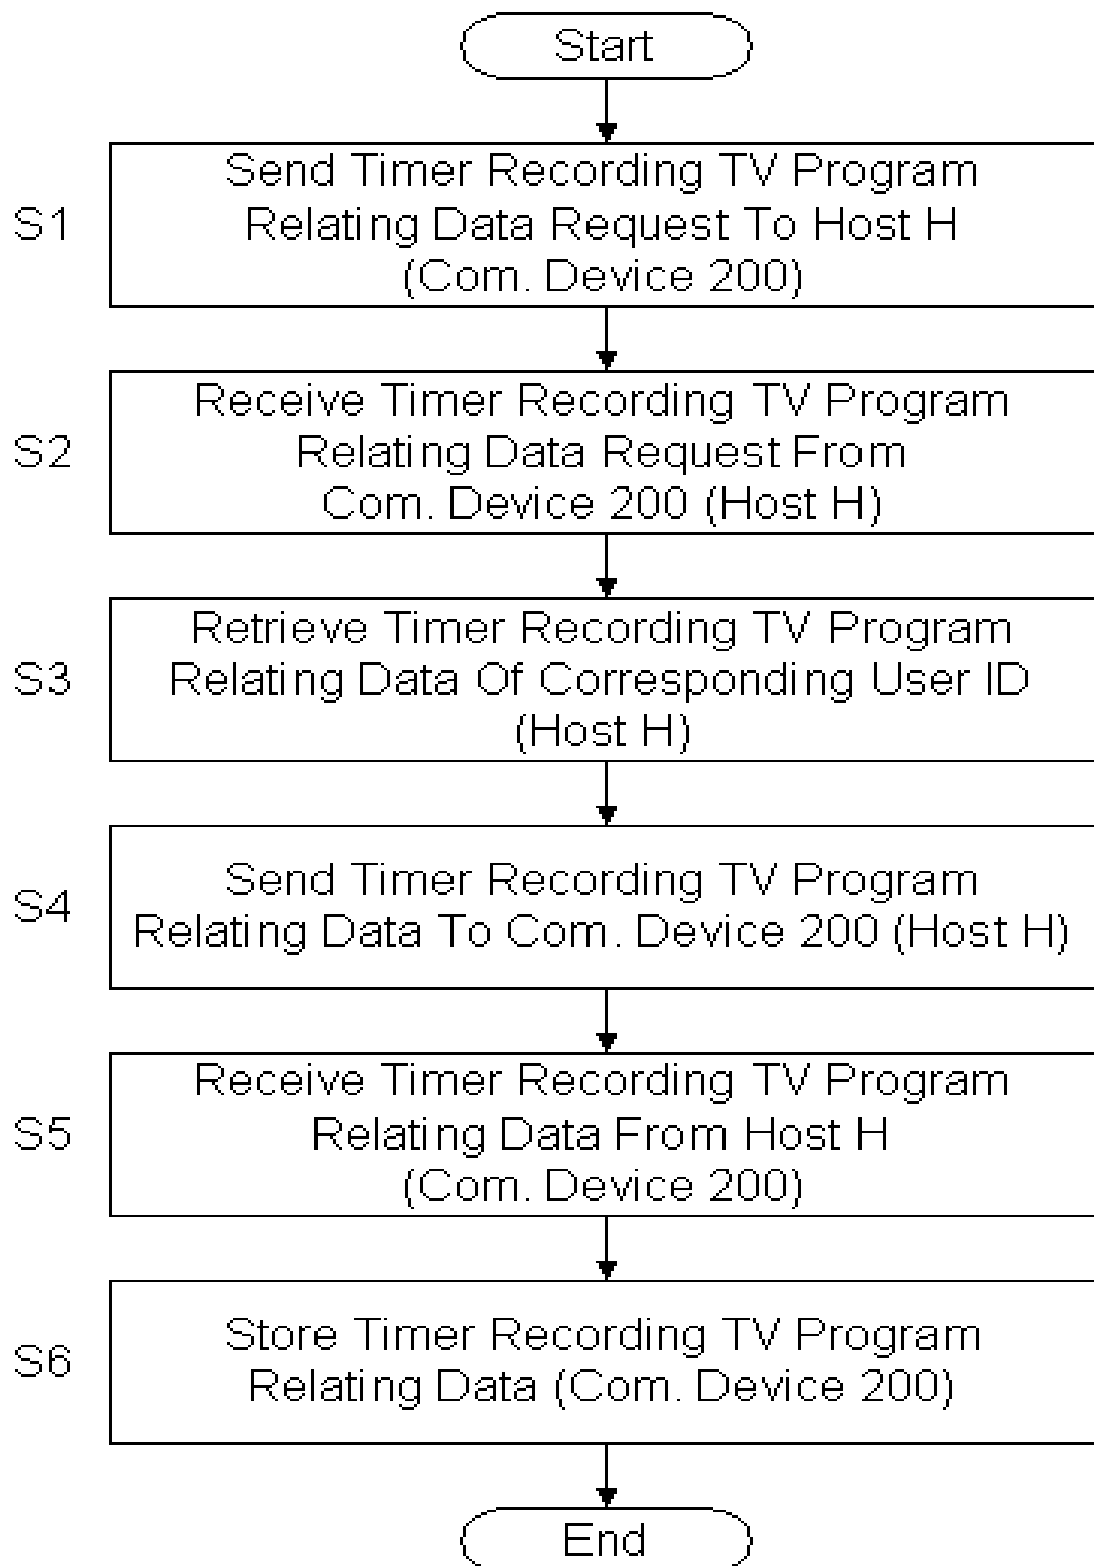 Start
S1
Send Timer Recording TV Program
Relating Data Request To Host H
(Com. Device 200)
S2
Receive Timer Recording TV Program
Relating Data Request From
Com. Device 200 (Host H)
S3
Retrieve Timer Recording TV Program
Relating Data Of Corresponding User ID
(Host H)
S4
Send Timer Recording TV Program
Relating Data To Com. Device 200 (Host H)
S5
Receive Timer Recording TV Program
Relating Data From Host H
(Com. Device 200)
S6
Store Timer Recording TV Program
Relating Data (Com. Device 200)
End